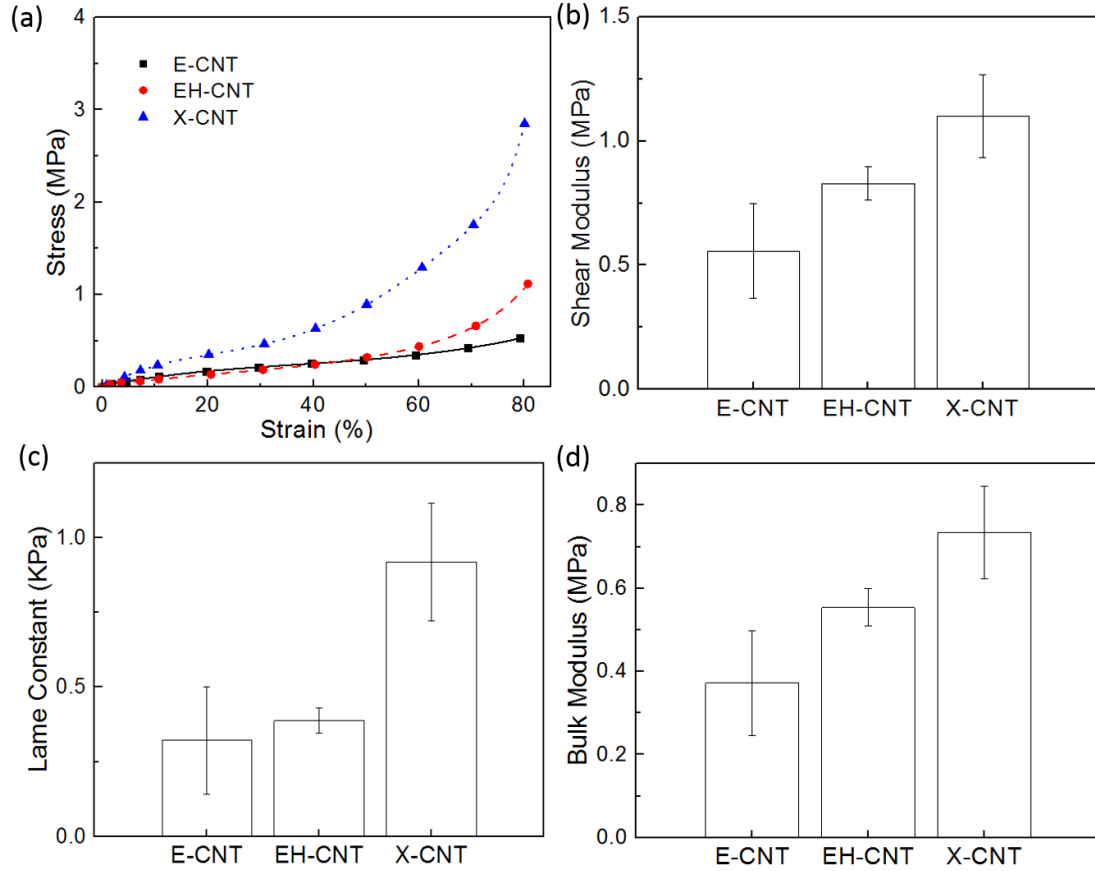 (a)
4
3
2
1
0
Stress (MPa)
E-CNT
EH-CNT
X-CNT
0 20 40 60 80
Strain (%)
(b)
1.5
1.0
0.5
0.0
Shear Modulus (MPa)
E-CNT EH-CNT X-CNT
(c)
1.0
0.5
0.0
Lame Constant (KPa)
E-CNT EH-CNT X-CNT
(d)
0.8
0.6
0.4
0.2
0.0
Bulk Modulus (MPa)
E-CNT EH-CNT X-CNT